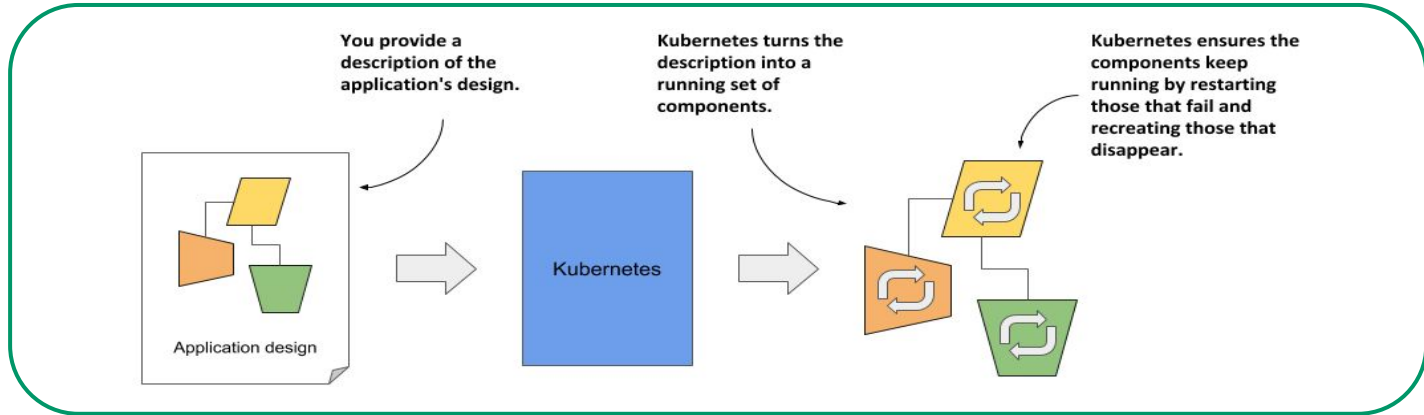 You provide a
description of the
application's design.
Kubernetes turns the
description into a
running set of
components.
Kubernetes ensures the
components keep
running by restarting
those that fail and
recreating those that
disappear.
Application design
Kubernetes